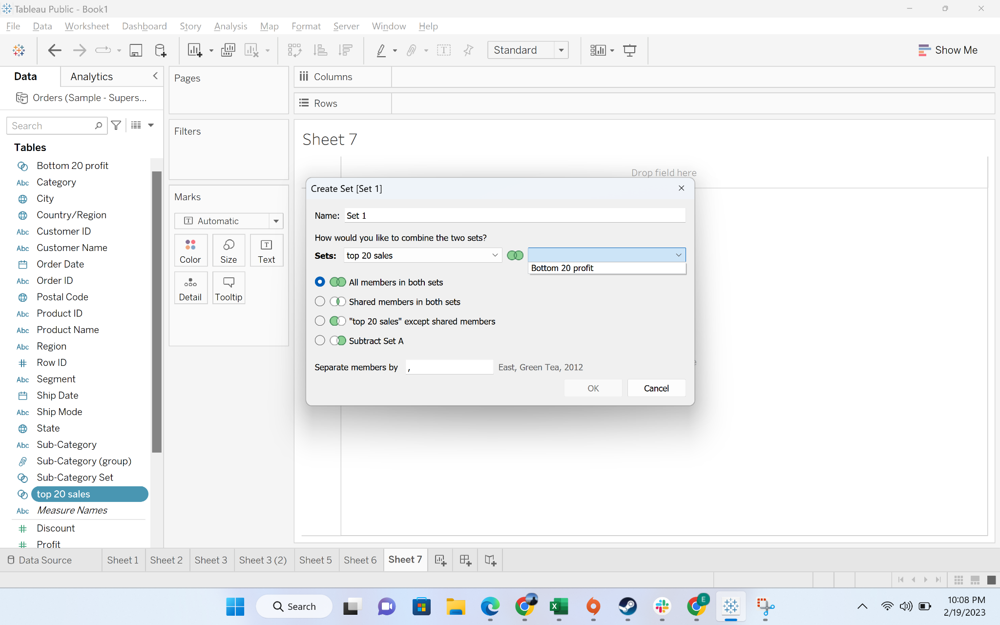 Tableau Public - Book1
File Data Worksheet Dashboard Story Analysis Map Format Server Window Help
Standard
Show Me
Data
Analytics
Orders (Sample - Supers...
Search
Tables
Bottom 20 profit
Abc Category
City
Country/Region
Abc Customer ID
Abc Customer Name
Order Date
Abc Order ID
Postal Code
Abc Product ID
Abc Product Name
Abc Region
# Row ID
Abc Segment
Ship Date
Abc Ship Mode
State
Abc Sub-Category
Sub-Category (group)
Sub-Category Set
top 20 sales
Abc Measure Names
# Discount
# Profit
Pages
Filters
Marks
T Automatic
Color
Size
T Text
Detail
Tooltip
Columns
Rows
Sheet 7
Drop field here
Create Set [Set 1]
Name: Set 1
How would you like to combine the two sets?
Sets: top 20 sales
Bottom 20 profit
All members in both sets
Shared members in both sets
"top 20 sales" except shared members
Subtract Set A
Separate members by , East, Green Tea, 2012
OK
Cancel
Data Source
Sheet 1
Sheet 2
Sheet 3
Sheet 3 (2)
Sheet 5
Sheet 6
Sheet 7
Search
E
10:08 PM
2/19/2023